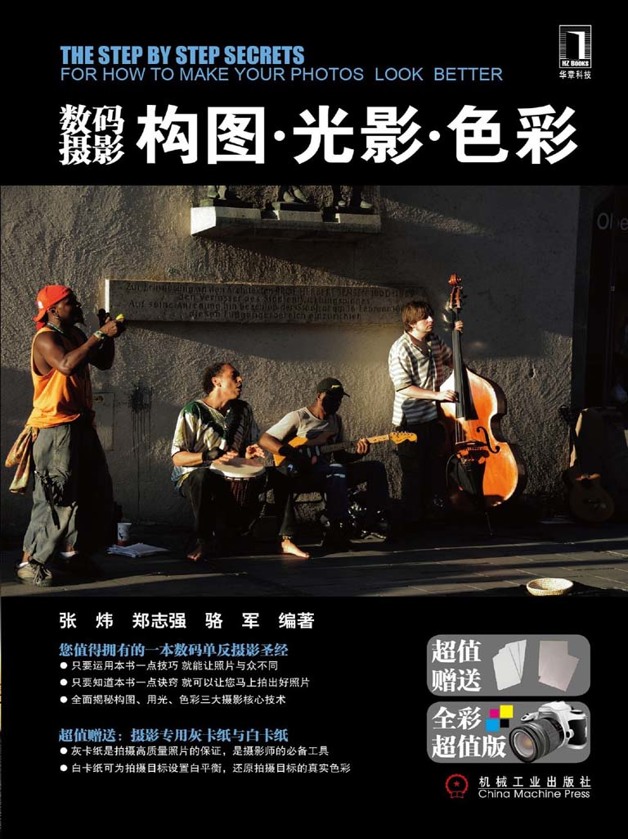 THE STEP BY STEP SECRETS
FOR HOW TO MAKE YOUR PHOTOS LOOK BETTER
HZ BOOKS
华章科技
数码
摄影
构图·光影·色彩
Obe
张 炜 郑志强 骆 军 编著
您值得拥有的一本数码单反摄影圣经
● 只要运用本书一点技巧 就能让照片与众不同
● 只要知道本书一点诀窍 就可以让您马上拍出好照片
● 全面揭秘构图、用光、色彩三大摄影核心技术
超值赠送：摄影专用灰卡纸与白卡纸
● 灰卡纸是拍摄高质量照片的保证，是摄影师的必备工具
● 白卡纸可为拍摄目标设置白平衡，还原拍摄目标的真实色彩
超值
赠送
全彩
超值版
机械工业出版社
China Machine Press